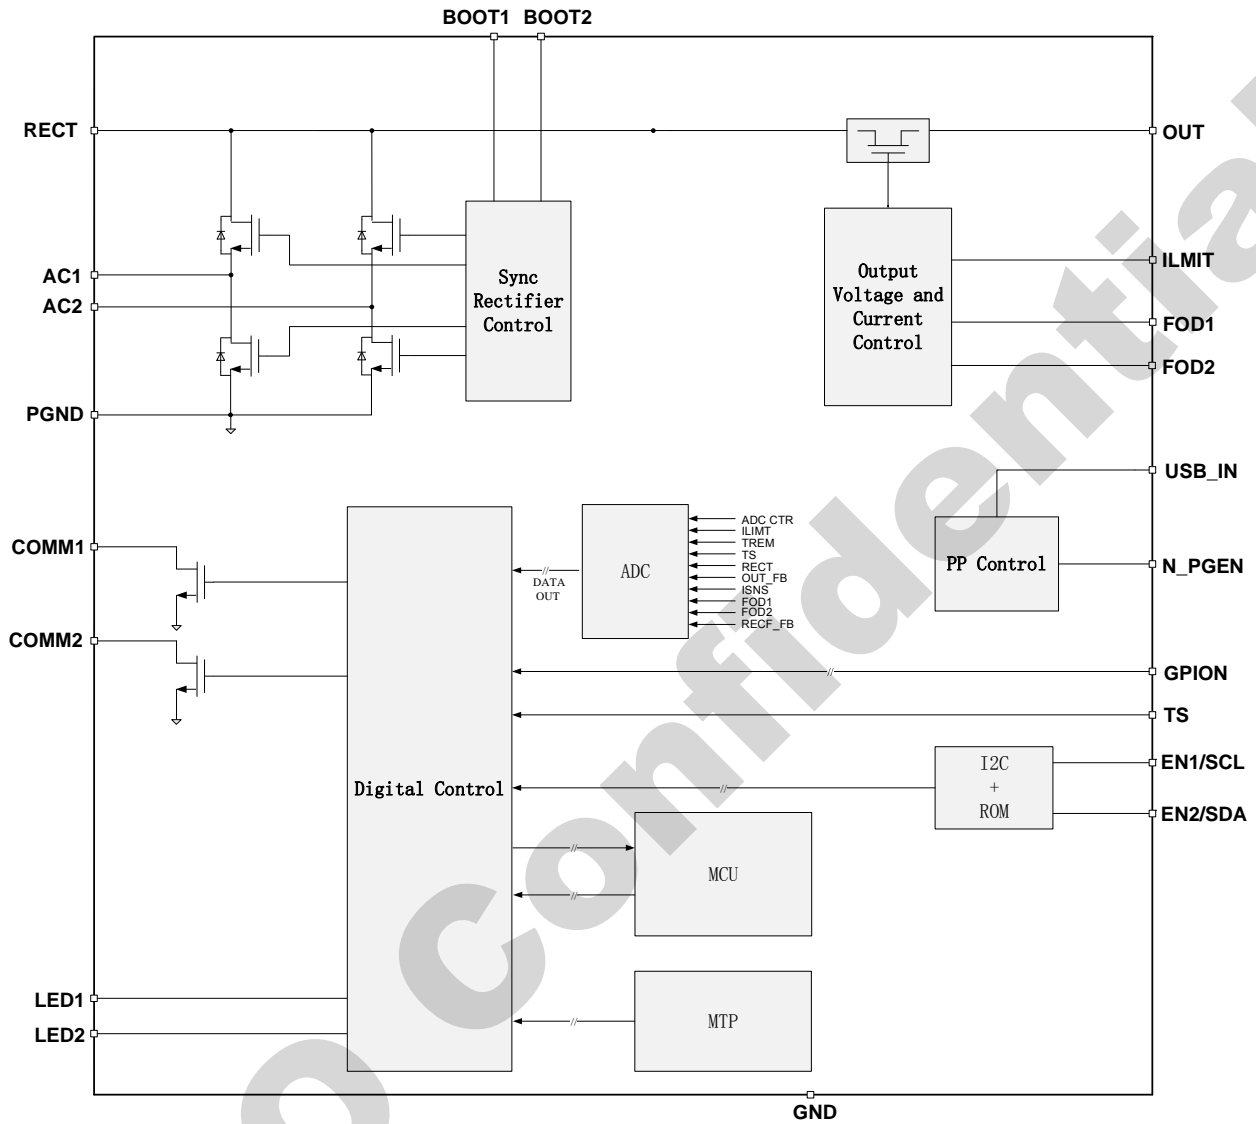 BOOT1 BOOT2
RECT
OUT
AC1
AC2
Sync
Rectifier
Control
Output
Voltage and
Current
Control
ILMIT
FOD1
FOD2
PGND
USB_IN
PP Control
N_PGEN
COMM1
COMM2
ADC
DATA
OUT
ADC CTR
ILIMT
TREM
TS
RECT
OUT_FB
ISNS
FOD1
FOD2
RECF_FB
GPION
TS
Digital Control
I2C
+
ROM
EN1/SCL
EN2/SDA
MCU
MTP
LED1
LED2
GND
o Confidential